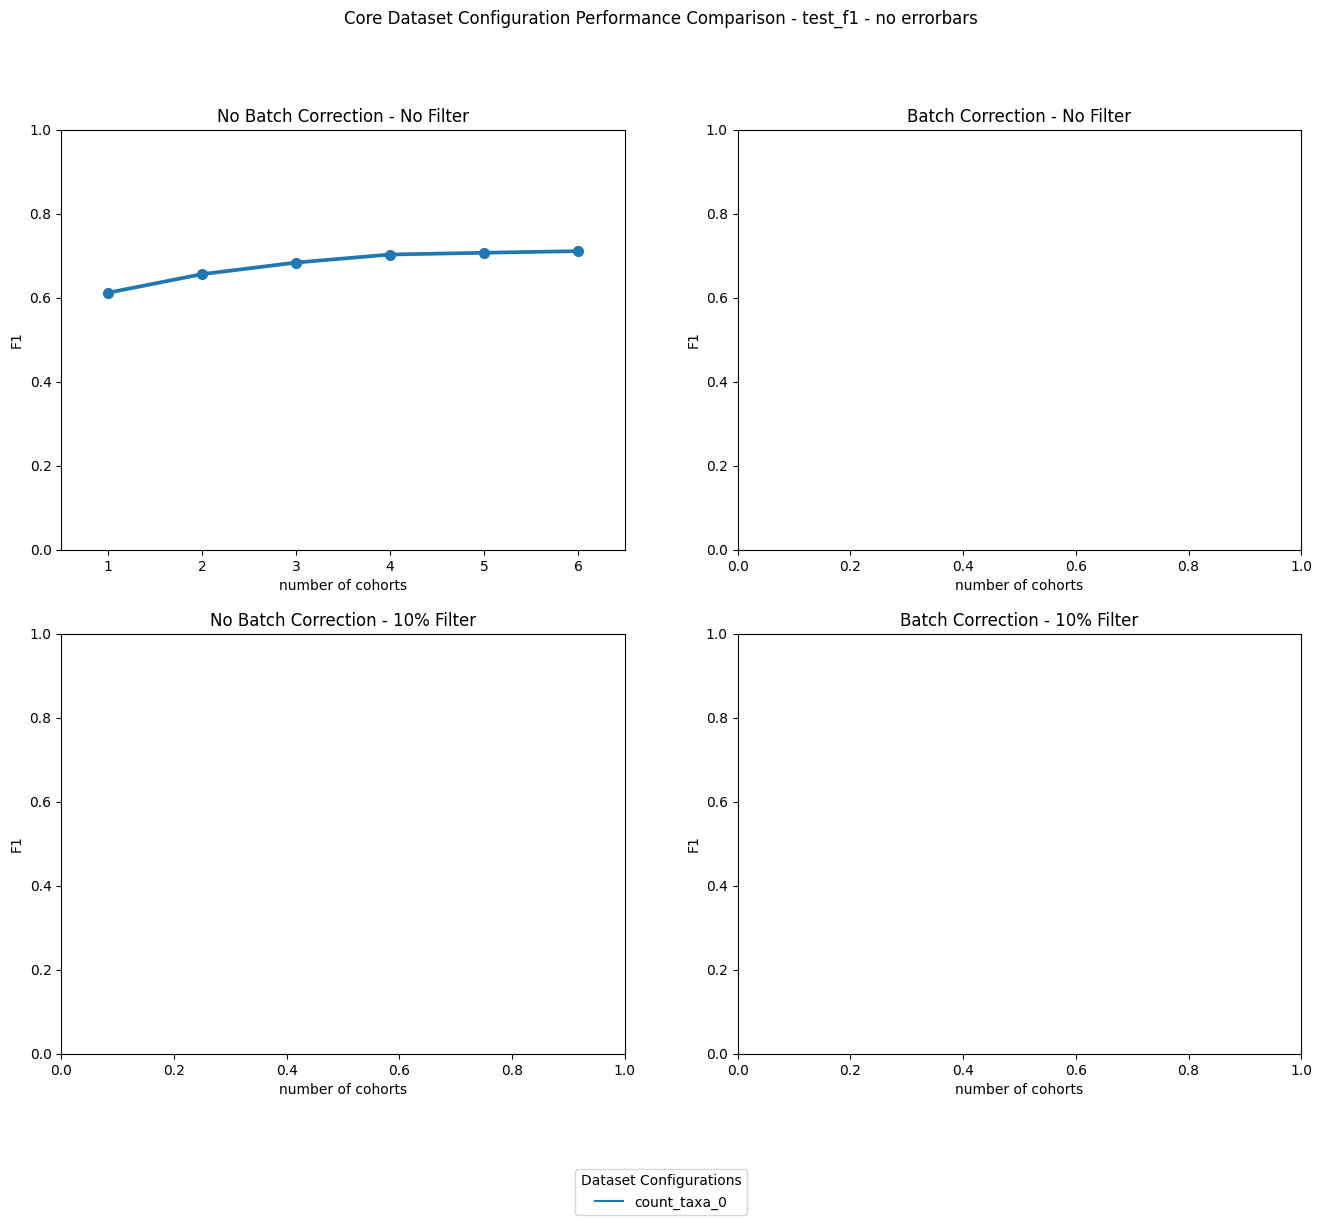 Core Dataset Configuration Performance Comparison - test_f1 - no errorbars
No Batch Correction - No Filter
1.0
0.8
0.6
0.4
0.2
0.0
F1
1 2 3 4 5 6
number of cohorts
Batch Correction - No Filter
1.0
0.8
0.6
0.4
0.2
0.0
F1
0.0 0.2 0.4 0.6 0.8 1.0
number of cohorts
No Batch Correction - 10% Filter
1.0
0.8
0.6
0.4
0.2
0.0
F1
0.0 0.2 0.4 0.6 0.8 1.0
number of cohorts
Batch Correction - 10% Filter
1.0
0.8
0.6
0.4
0.2
0.0
F1
0.0 0.2 0.4 0.6 0.8 1.0
number of cohorts
Dataset Configurations
count_taxa_0